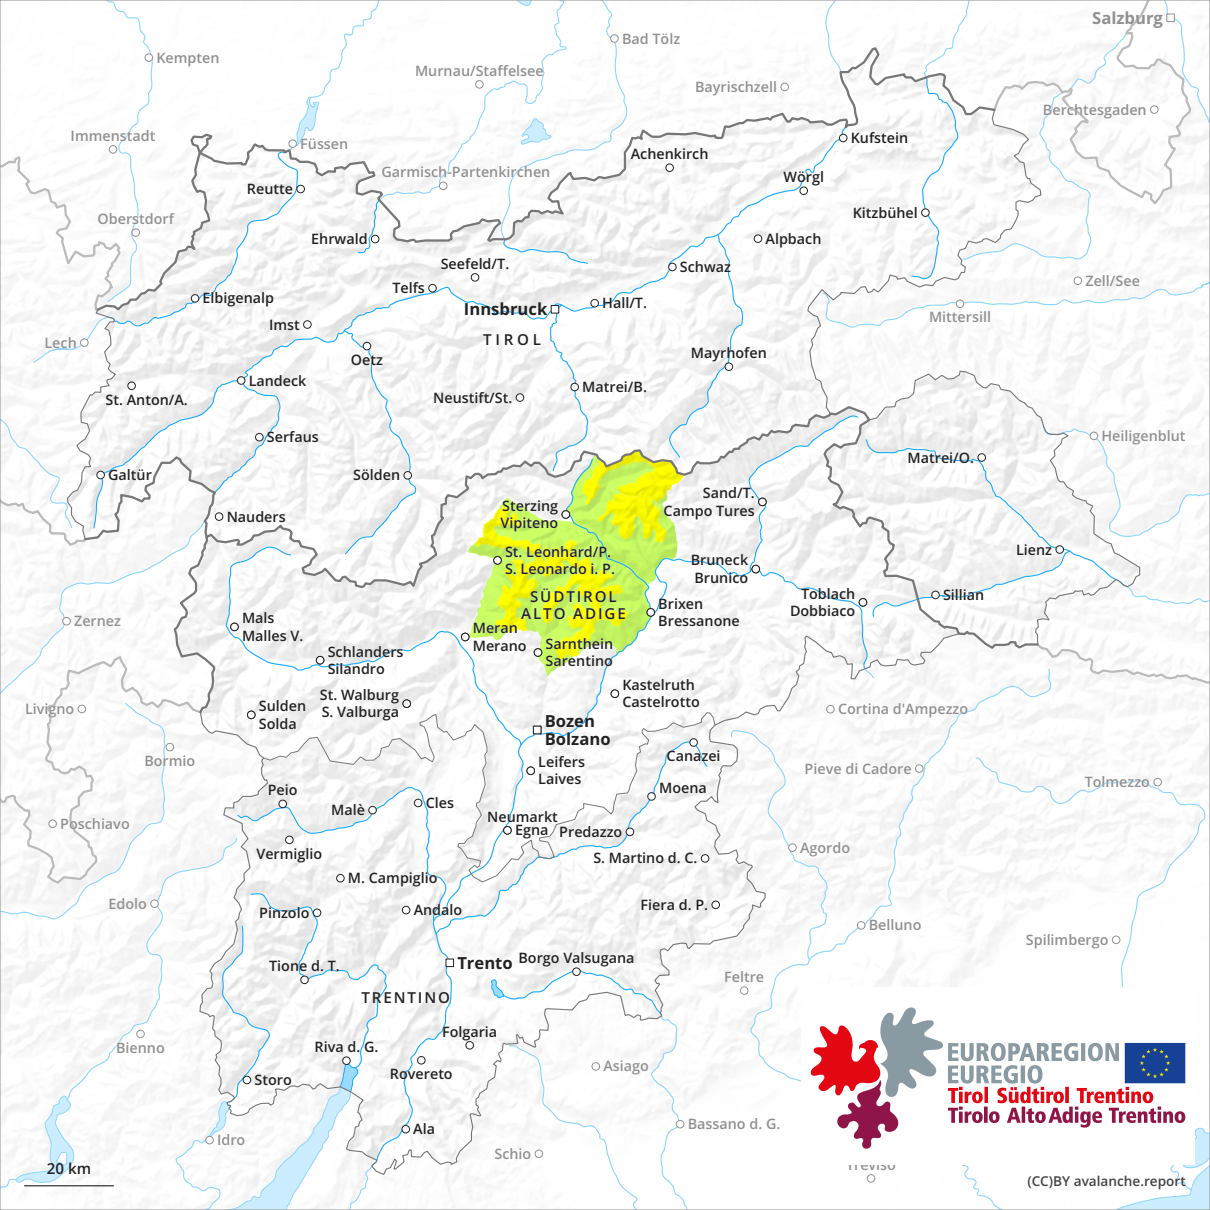 Salzburg
Bad Tölz
Kempten
Murnau/Staffelsee
Bayrischzell
Berchtesgaden
Immenstadt
Füssen
Kufstein
Achenkirch
Garmisch-Partenkirchen
Wörgl
Reutte
Oberstdorf
Kitzbühel
Ehrwald
Alpbach
Seefeld/T.
Schwaz
Zell/See
Telfs
Elbigenalp
Innsbruck
Hall/T.
Mittersill
Imst
TIROL
Lech
Oetz
Mayrhofen
Landeck
Matrei/B.
St. Anton/A.
Neustift/St.
Serfaus
Heiligenblut
Matrei/O.
Galtür
Sölden
Sand/T.
Campo Tures
Sterzing
Vipiteno
Nauders
Lienz
St. Leonhard/P.
S. Leonardo i. P.
Bruneck
Brunico
Toblach
Dobbiaco
Sillian
SÜDTIROL
ALTO ADIGE
Brixen
Bressanone
Zernez
Mals
Malles V.
Meran
Merano
Sarnthein
Sarentino
Schlanders
Silandro
St. Walburg
S. Valburga
Kastelruth
Castelrotto
Livigno
Sulden
Solda
Cortina d'Ampezzo
Bozen
Bolzano
Bormio
Canazei
Leifers
Laives
Pieve di Cadore
Tolmezzo
Peio
Moena
Malè
Cles
Neumarkt
Egna
Predazzo
Poschiavo
Vermiglio
Agordo
S. Martino d. C.
M. Campiglio
Edolo
Pinzolo
Andalo
Fiera d. P.
Belluno
Spilimbergo
Trento
Borgo Valsugana
Tione d. T.
Feltre
TRENTINO
Folgaria
Bienno
Riva d. G.
Rovereto
Storo
Asiago
EUROPAREGION
EUREGIO
Tirol Südtirol Trentino
Tirolo Alto Adige Trentino
Ala
Bassano d. G.
Idro
Schio
Treviso
20 km
(CC)BY avalanche.report